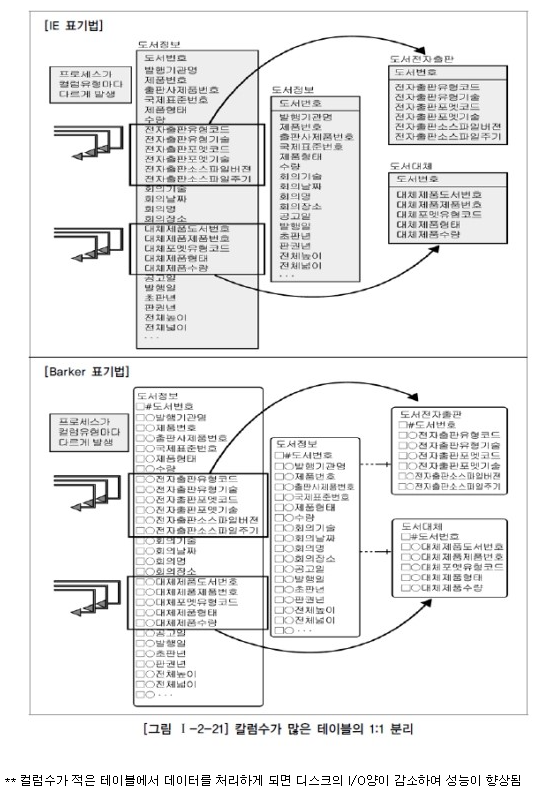 [IE 표기법]
프로세스가
컬럼유형마다
다르게 발생
도서정보
도서번호
발행기관명
제품번호
출판사제품번호
국제표준번호
제품형태
수량
전자출판유형코드
전자출판유형기술
전자출판포멧코드
전자출판포멧기술
전자출판소스파일버젼
전자출판소스파일주기
회의기술
회의날짜
회의명
회의장소
대체제품도서번호
대체제품제품번호
대체포멧유형코드
대체제품형태
대체제품수량
공고일
발행일
초판년
판권년
전체높이
전체넓이
...
도서정보
도서번호
발행기관명
제품번호
출판사제품번호
국제표준번호
제품형태
수량
회의기술
회의날짜
회의명
회의장소
공고일
발행일
초판년
판권년
전체높이
전체넓이
...
도서전자출판
도서번호
전자출판유형코드
전자출판유형기술
전자출판포멧코드
전자출판포멧기술
전자출판소스파일버젼
전자출판소스파일주기
도서대체
도서번호
대체제품도서번호
대체제품제품번호
대체포멧유형코드
대체제품형태
대체제품수량
[Barker 표기법]
프로세스가
컬럼유형마다
다르게 발생
도서정보
□#도서번호
□○발행기관명
□○제품번호
□○출판사제품번호
□○국제표준번호
□○제품형태
□○수량
□○전자출판유형코드
□○전자출판유형기술
□○전자출판포멧코드
□○전자출판포멧기술
□○전자출판소스파일버젼
□○전자출판소스파일주기
□○회의기술
□○회의날짜
□○회의명
□○회의장소
□○대체제품도서번호
□○대체제품제품번호
□○대체포멧유형코드
□○대체제품형태
□○대체제품수량
□○공고일
□○발행일
□○초판년
□○판권년
□○전체높이
□○전체넓이
□○...
도서정보
□#도서번호
□○발행기관명
□○제품번호
□○출판사제품번호
□○국제표준번호
□○제품형태
□○수량
□○회의기술
□○회의날짜
□○회의명
□○회의장소
□○공고일
□○발행일
□○초판년
□○판권년
□○전체높이
□○전체넓이
□○...
도서전자출판
□#도서번호
□○전자출판유형코드
□○전자출판유형기술
□○전자출판포멧코드
□○전자출판포멧기술
□○전자출판소스파일버젼
□○전자출판소스파일주기
도서대체
□#도서번호
□○대체제품도서번호
□○대체제품제품번호
□○대체포멧유형코드
□○대체제품형태
□○대체제품수량
[그림 Ⅰ-2-21] 칼럼수가 많은 테이블의 1:1 분리
** 컬럼수가 적은 테이블에서 데이터를 처리하게 되면 디스크의 I/O양이 감소하여 성능이 향상됨